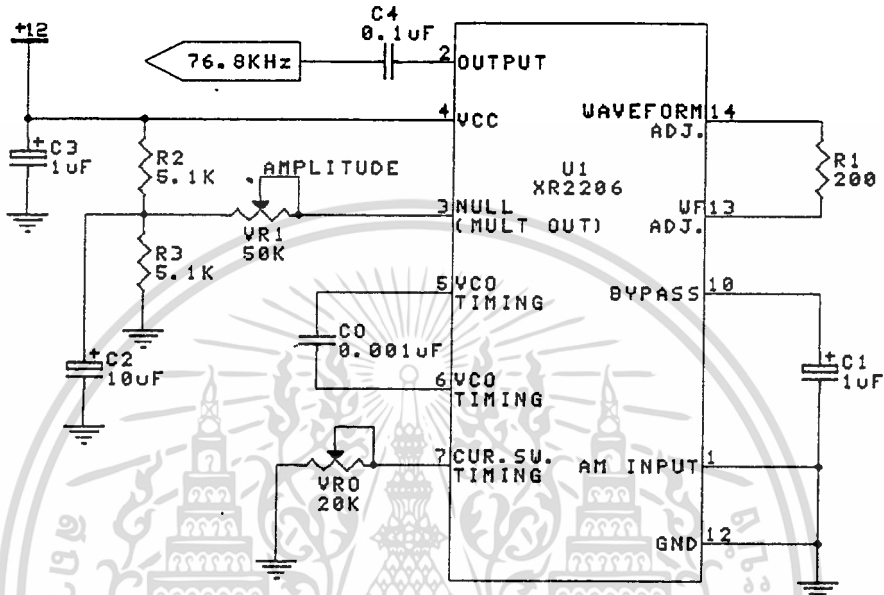 +12
C4
0.1uF
76.8KHz
2 OUTPUT
4 VCC
WAVEFORM 14
ADJ.
C3
1uF
R2
5.1K
AMPLITUDE
U1
XR2206
R1
200
3 NULL
(MULT OUT)
WF 13
ADJ.
VR1
50K
R3
5.1K
5 VCO
TIMING
BYPASS 10
C0
0.001uF
C2
10uF
C1
1uF
6 VCO
TIMING
7 CUR.SW.
TIMING
AM INPUT 1
VR0
20K
GND 12